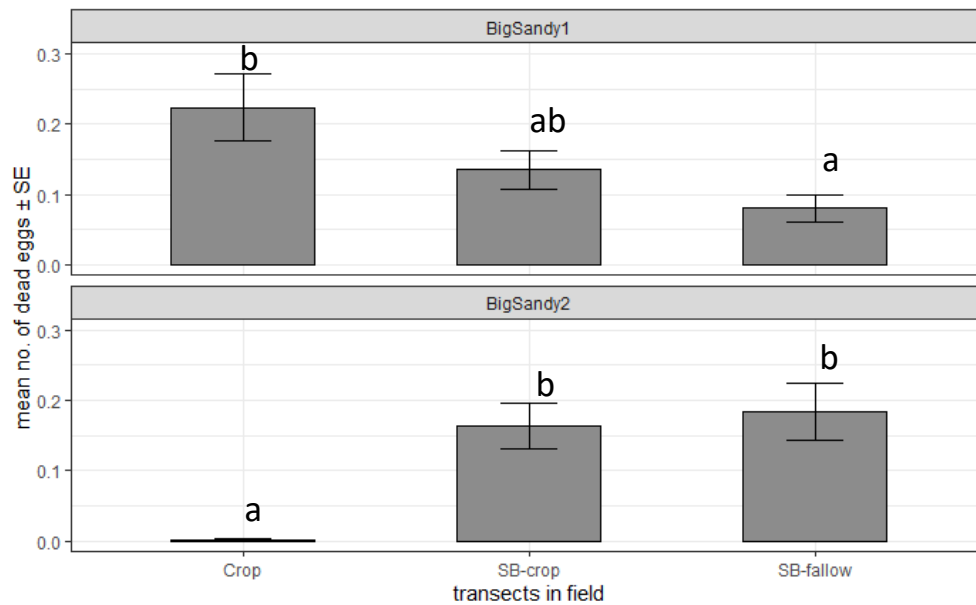 BigSandy1
b
ab
a
0.3
0.2
0.1
0.0
BigSandy2
a
b
b
0.3
0.2
0.1
0.0
mean no. of dead eggs ± SE
Crop SB-crop SB-fallow
transects in field